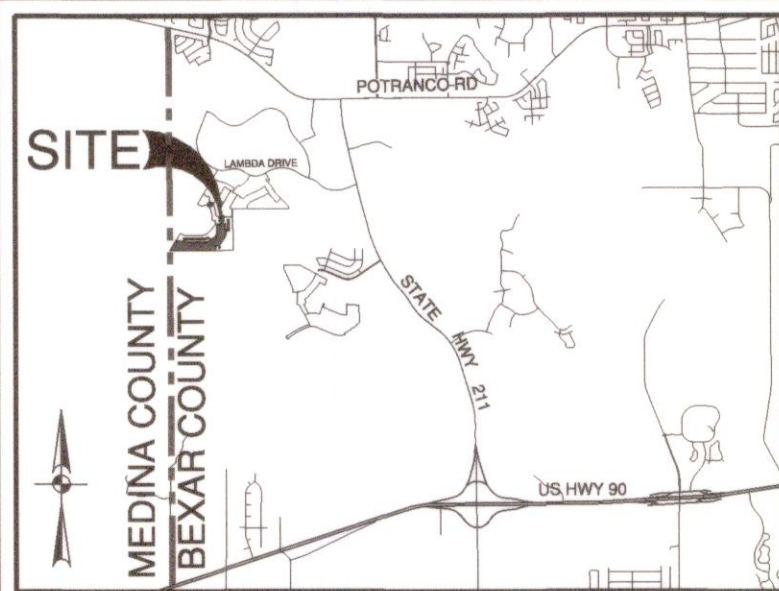 POTRANCO RD
SITE
LAMBDA DRIVE
STATE HWY 211
MEDINA COUNTY
BEXAR COUNTY
US HWY 90